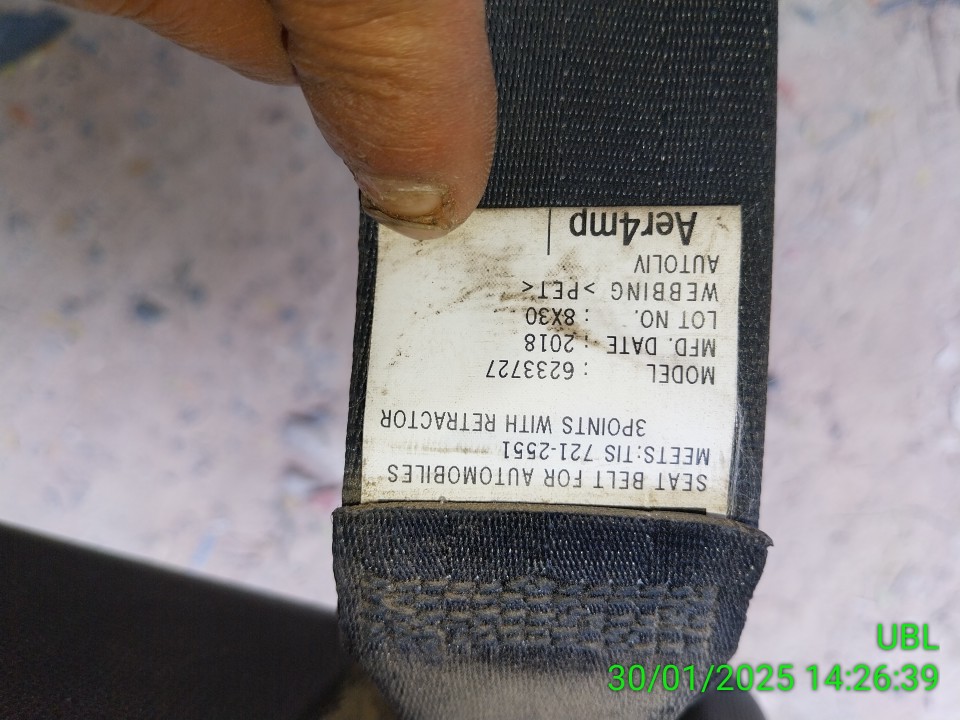 SEAT BELT FOR AUTOMOBILES
MEETS:TIS 721-2551
3POINTS WITH RETRACTOR
MODEL : 6233727
MFD. DATE : 2018
LOT NO. : 8X30
WEBBING >PET<
AUTOLIV
Aer4mp
UBL
30/01/2025 14:26:39